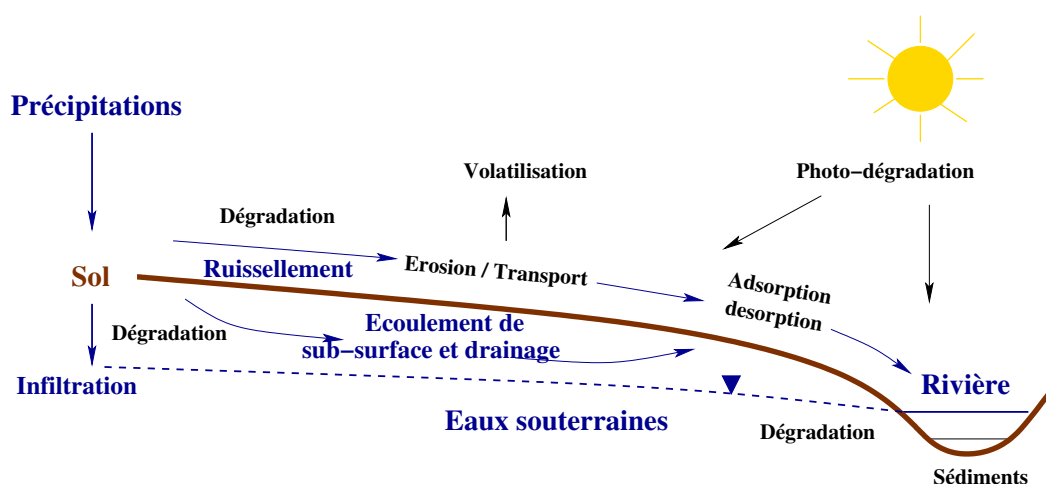 Précipitations
Volatilisation
Photo−dégradation
Dégradation
Sol
Ruissellement
Erosion / Transport
Adsorption
desorption
Dégradation
Ecoulement de
sub−surface et drainage
Infiltration
Rivière
Eaux souterraines
Dégradation
Sédiments